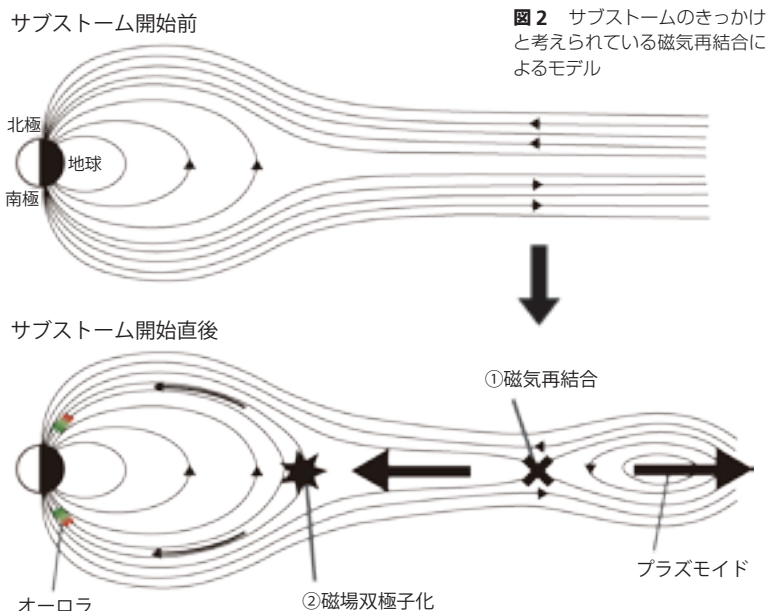 サブストーム開始前
図2 サブストームのきっかけ
と考えられている磁気再結合に
よるモデル
北極
地球
南極
サブストーム開始直後
①磁気再結合
プラズモイド
オーロラ
②磁場双極子化